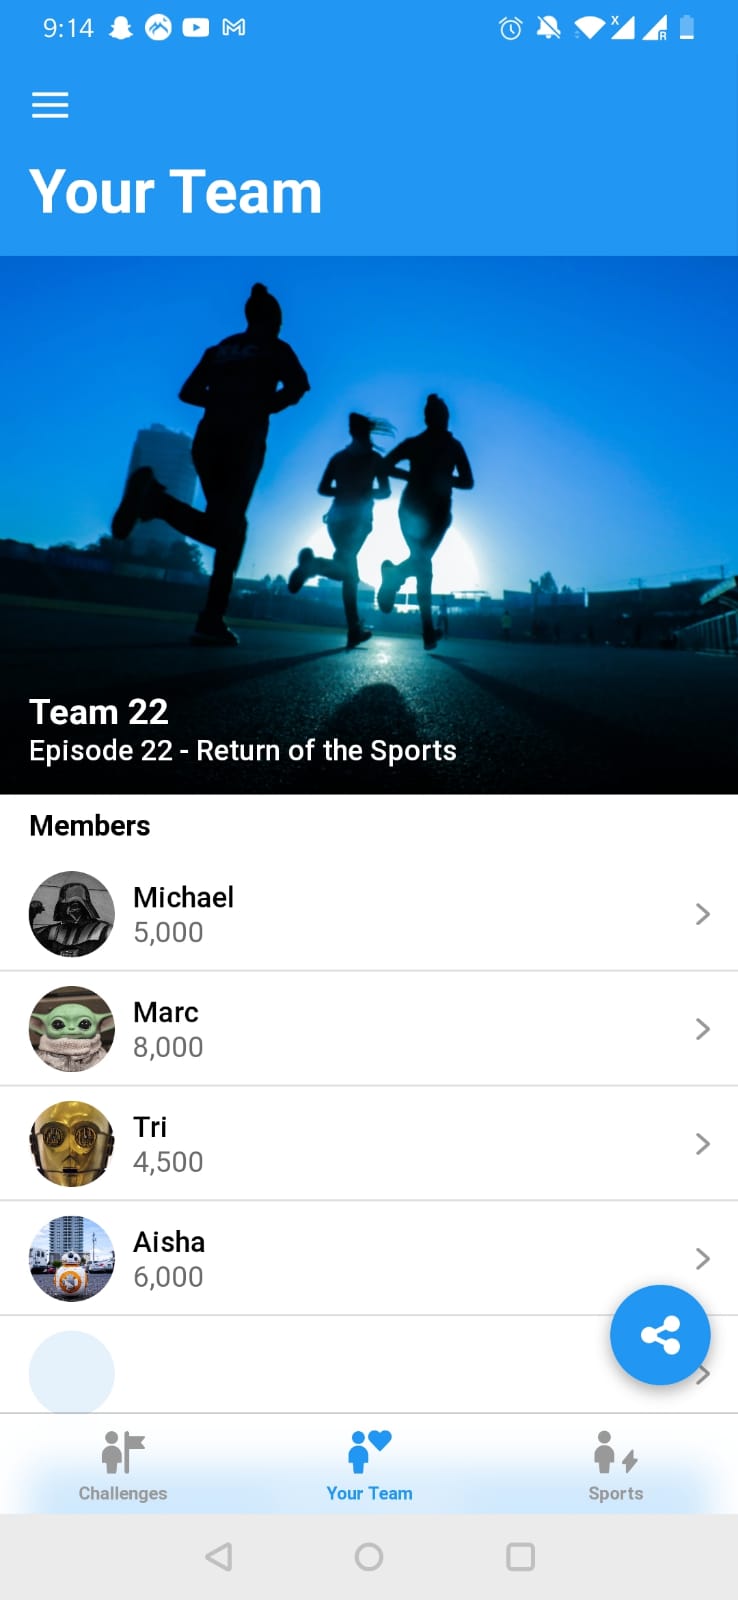 9:14
Your Team
Team 22
Episode 22 - Return of the Sports
Members
Michael
5,000
Marc
8,000
Tri
4,500
Aisha
6,000
Challenges
Your Team
Sports